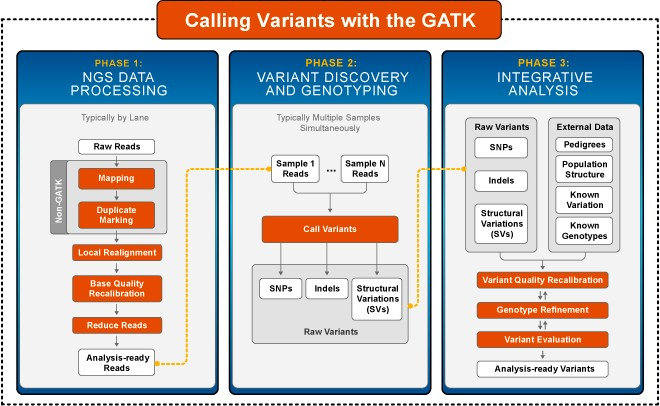 Calling Variants with the GATK
PHASE 1:
NGS DATA
PROCESSING
Typically by Lane
Raw Reads
Non-GATK
Mapping
Duplicate
Marking
Local Realignment
Base Quality
Recalibration
Reduce Reads
Analysis-ready
Reads
PHASE 2:
VARIANT DISCOVERY
AND GENOTYPING
Typically Multiple Samples
Simultaneously
Sample 1
Reads
...
Sample N
Reads
Call Variants
SNPs
Indels
Structural
Variations
(SVs)
Raw Variants
PHASE 3:
INTEGRATIVE
ANALYSIS
Raw Variants
SNPs
Indels
Structural
Variations
(SVs)
External Data
Pedigrees
Population
Structure
Known
Variation
Known
Genotypes
Variant Quality Recalibration
Genotype Refinement
Variant Evaluation
Analysis-ready Variants